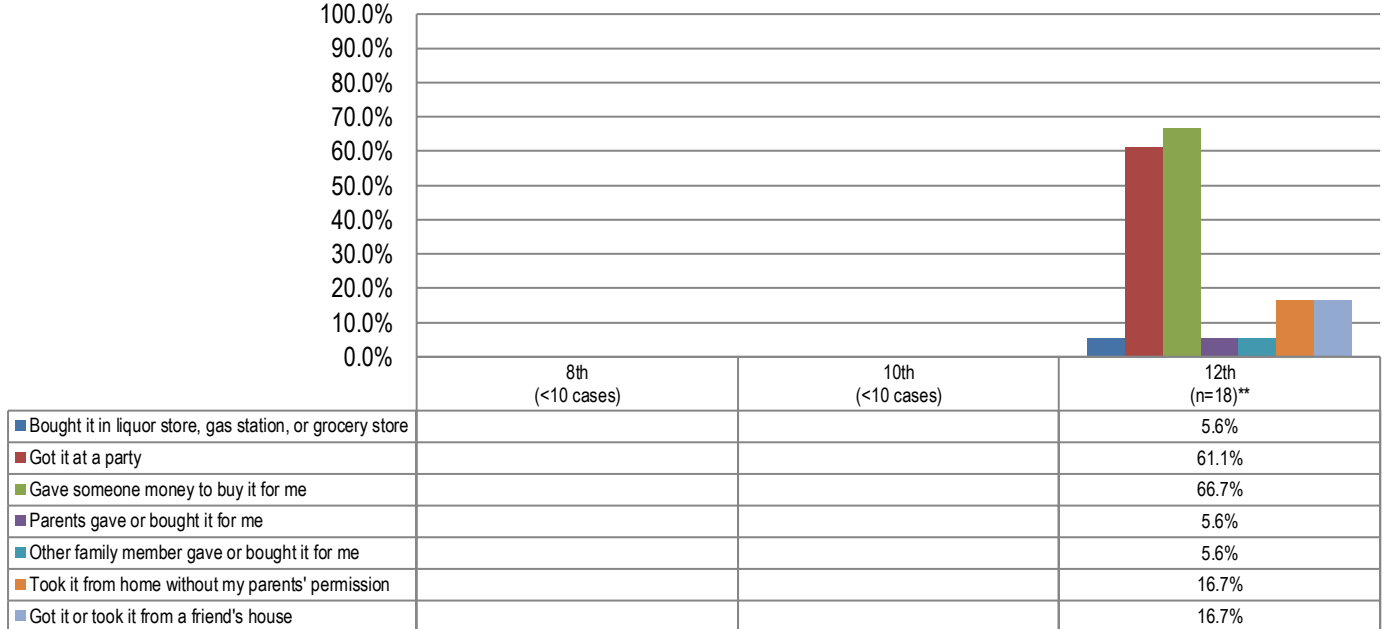 100.0%
90.0%
80.0%
70.0%
60.0%
50.0%
40.0%
30.0%
20.0%
10.0%
0.0%
8th 10th 12th
(<10 cases) (<10 cases) (n=18)**
Bought it in liquor store, gas station, or grocery store 5.6%
Got it at a party 61.1%
Gave someone money to buy it for me 66.7%
Parents gave or bought it for me 5.6%
Other family member gave or bought it for me 5.6%
Took it from home without my parents' permission 16.7%
Got it or took it from a friend's house 16.7%